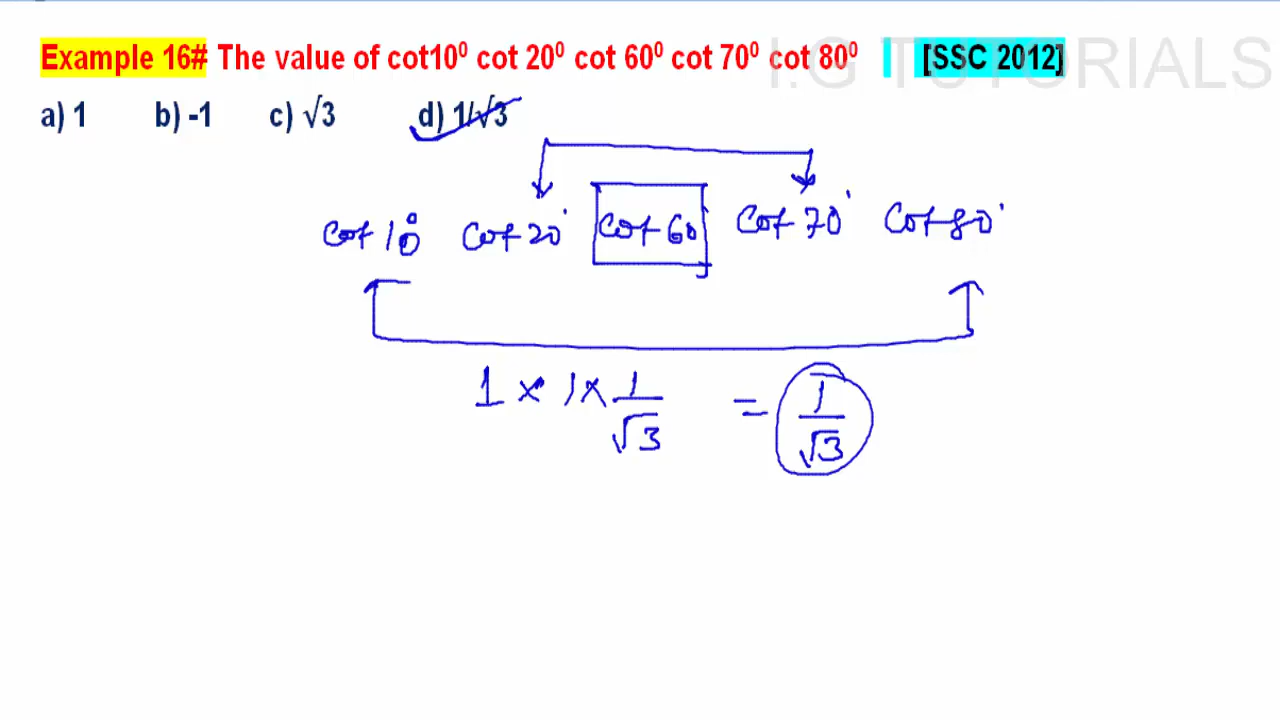 Example 16# The value of cot10⁰ cot 20⁰ cot 60⁰ cot 70⁰ cot 80⁰ [SSC 2012]
I.G TUTORIALS
a) 1 b) -1 c) √3 d) 1/√3
Cot 10° Cot 20° Cot 60 Cot 70° Cot 80°
1 × 1 × 1/√3 = 1/√3